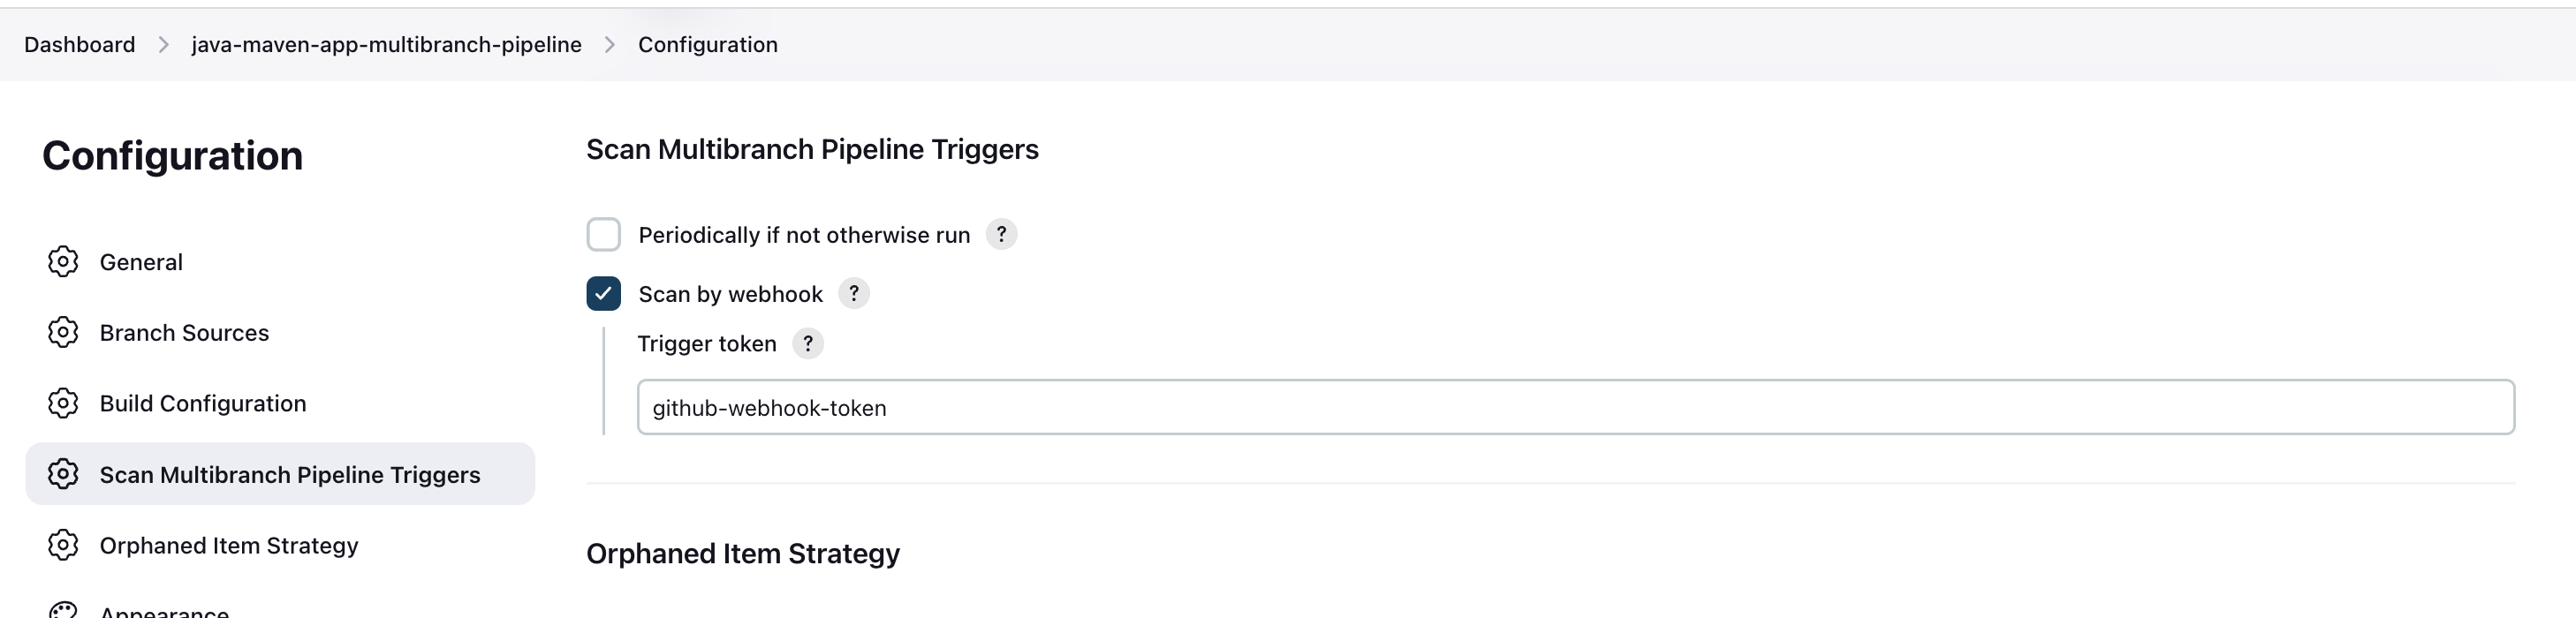 Dashboard > java-maven-app-multibranch-pipeline > Configuration
Configuration
General
Branch Sources
Build Configuration
Scan Multibranch Pipeline Triggers
Orphaned Item Strategy
Appearance
Scan Multibranch Pipeline Triggers
Periodically if not otherwise run ?
Scan by webhook ?
Trigger token ?
github-webhook-token
Orphaned Item Strategy